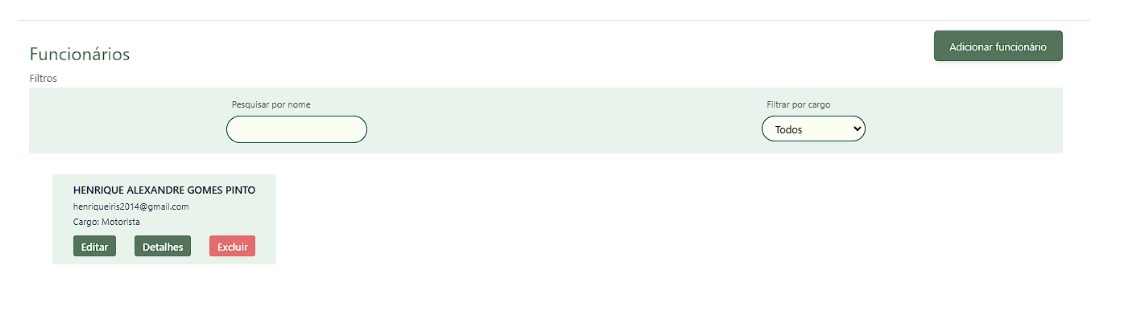 Adicionar funcionário
Funcionários
Filtros
Pesquisar por nome
Filtrar por cargo
Todos
HENRIQUE ALEXANDRE GOMES PINTO
henriqueiris2014@gmail.com
Cargo: Motorista
Editar Detalhes Excluir